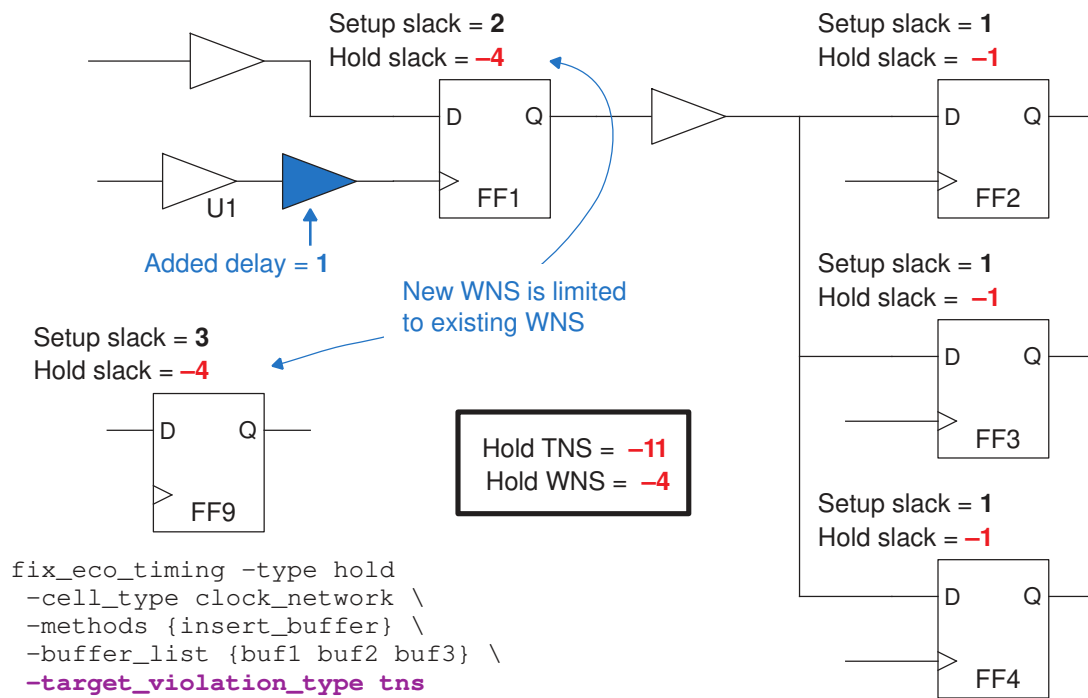 Setup slack = 2
Hold slack = –4
Setup slack = 1
Hold slack = –1
D Q
FF1
D Q
FF2
U1
Added delay = 1
New WNS is limited
to existing WNS
Setup slack = 1
Hold slack = –1
D Q
FF3
Setup slack = 3
Hold slack = –4
D Q
FF9
Hold TNS = –11
Hold WNS = –4
Setup slack = 1
Hold slack = –1
D Q
FF4
fix_eco_timing –type hold
–cell_type clock_network \
–methods {insert_buffer} \
–buffer_list {buf1 buf2 buf3} \
–target_violation_type tns